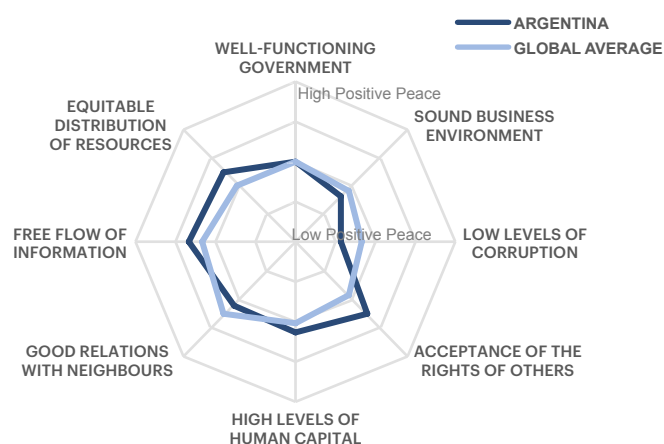 ARGENTINA
GLOBAL AVERAGE
WELL-FUNCTIONING
GOVERNMENT
High Positive Peace
SOUND BUSINESS
ENVIRONMENT
EQUITABLE
DISTRIBUTION
OF RESOURCES
FREE FLOW OF
INFORMATION
Low Positive Peace
LOW LEVELS OF
CORRUPTION
GOOD RELATIONS
WITH NEIGHBOURS
ACCEPTANCE OF THE
RIGHTS OF OTHERS
HIGH LEVELS OF
HUMAN CAPITAL